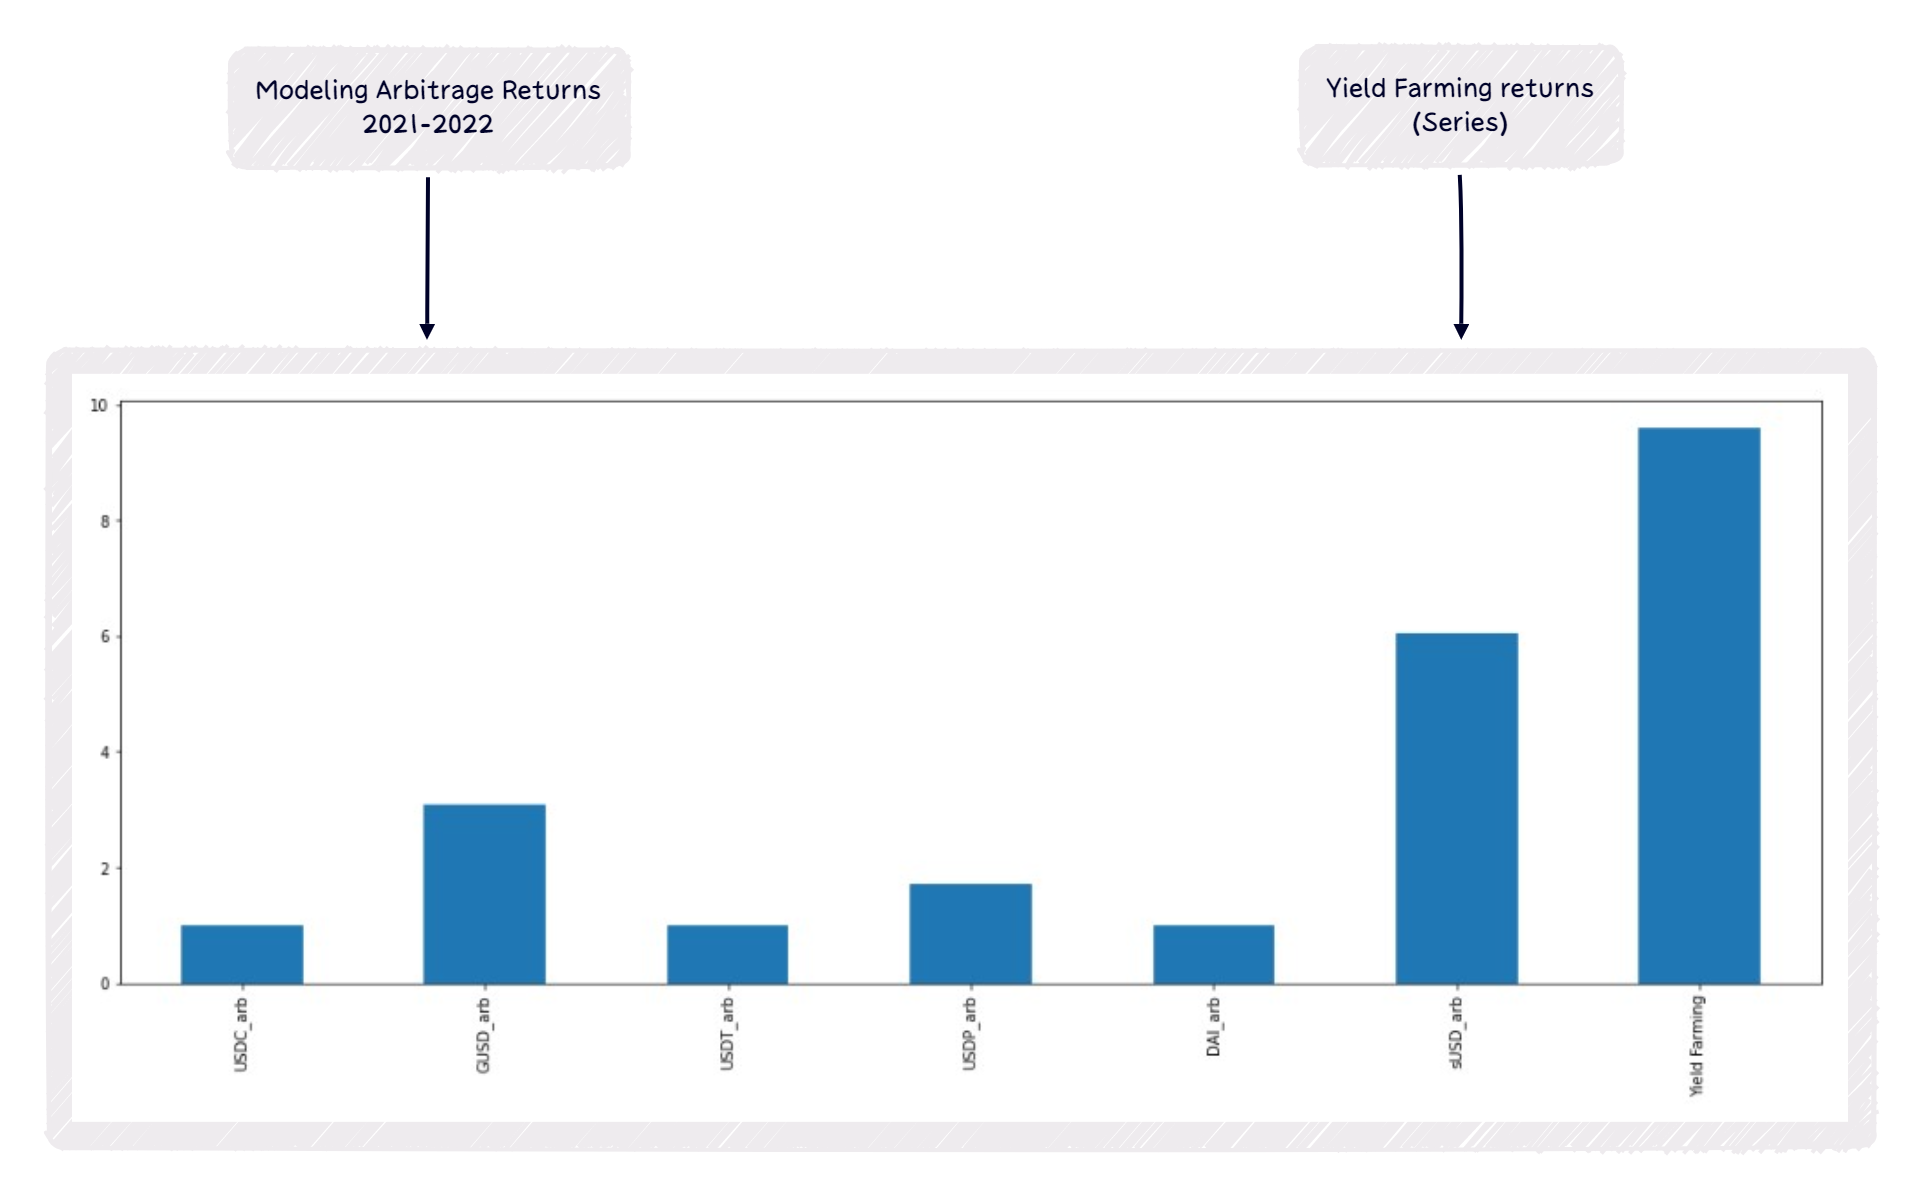 Modeling Arbitrage Returns
2021-2022
Yield Farming returns
(Series)
10
8
6
4
2
0
USDC_arb
GUSD_arb
USDT_arb
USDP_arb
DAI_arb
sUSD_arb
Yield Farming